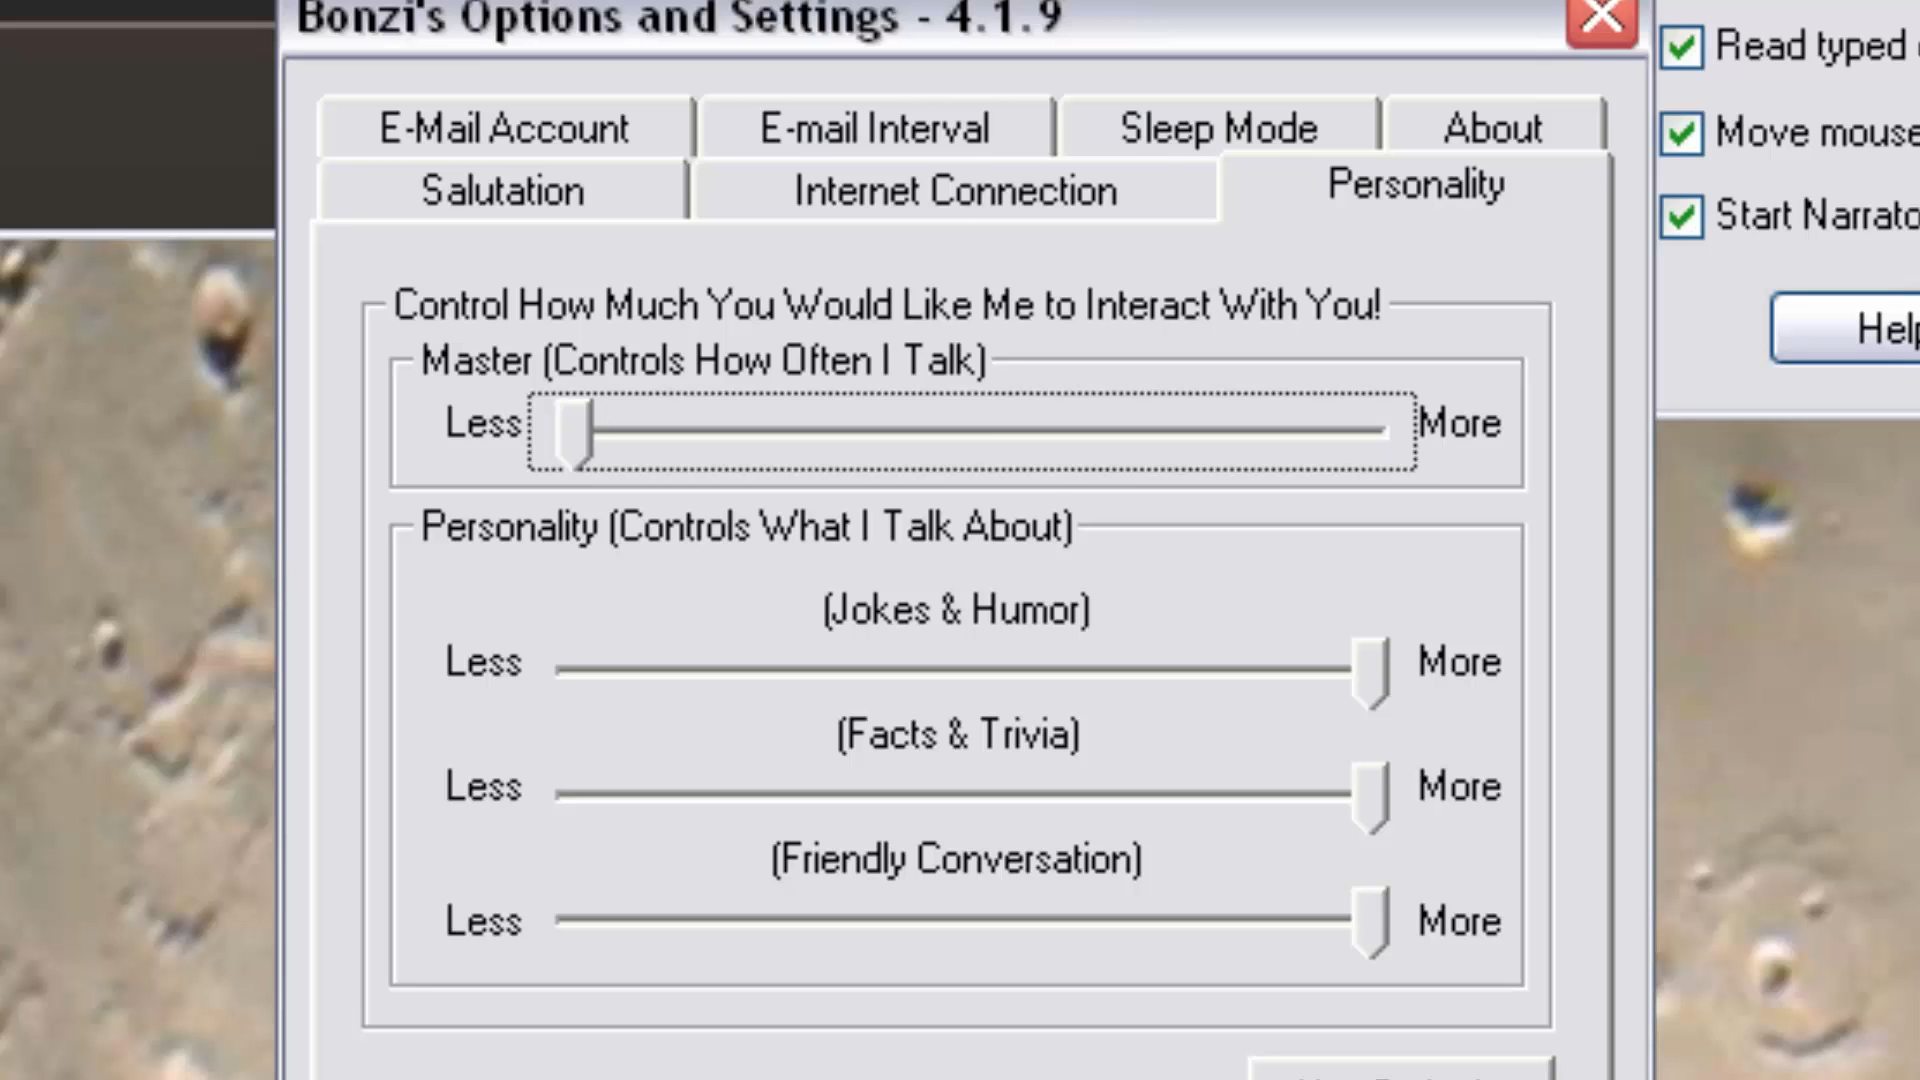 Bonzi's Options and Settings - 4.1.9
E-Mail Account
E-mail Interval
Sleep Mode
About
Salutation
Internet Connection
Personality
Control How Much You Would Like Me to Interact With You!
Master (Controls How Often I Talk)
Less
More
Personality (Controls What I Talk About)
(Jokes & Humor)
Less
More
(Facts & Trivia)
Less
More
(Friendly Conversation)
Less
More
Read typed
Move mouse
Start Narrato
Help